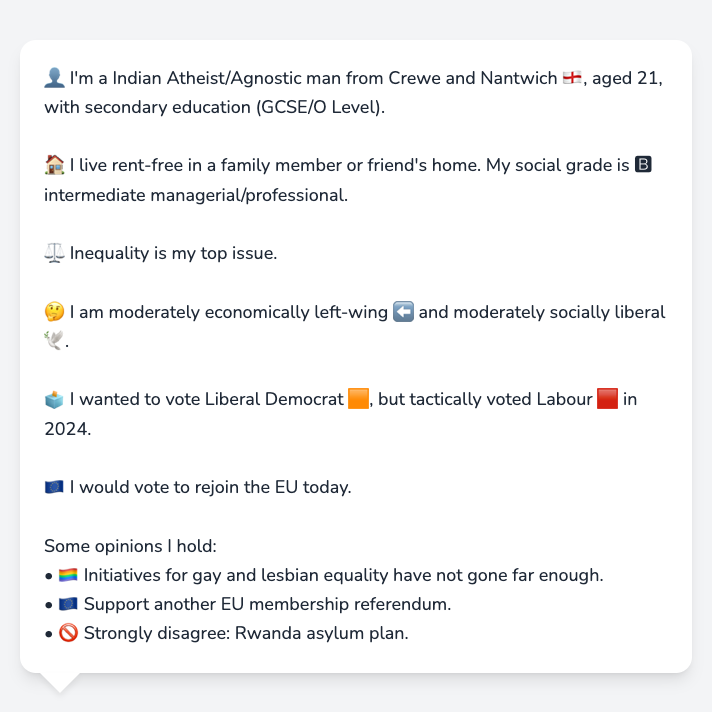 👤 I'm a Indian Atheist/Agnostic man from Crewe and Nantwich 🏴󠁧󠁢󠁥󠁮󠁧󠁿, aged 21,
with secondary education (GCSE/O Level).
🏠 I live rent-free in a family member or friend's home. My social grade is 🅱
intermediate managerial/professional.
⚖️ Inequality is my top issue.
🤔 I am moderately economically left-wing ⬅️ and moderately socially liberal
🕊️.
🗳️ I wanted to vote Liberal Democrat 🟧, but tactically voted Labour 🟥 in
2024.
🇪🇺 I would vote to rejoin the EU today.
Some opinions I hold:
• 🏳️‍🌈 Initiatives for gay and lesbian equality have not gone far enough.
• 🇪🇺 Support another EU membership referendum.
• 🚫 Strongly disagree: Rwanda asylum plan.